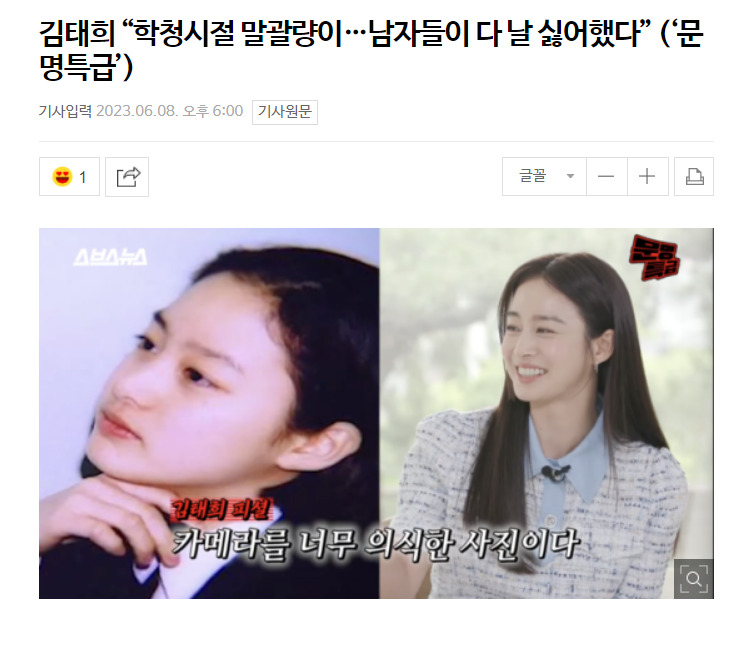 김태희 “학청시절 말괄량이…남자들이 다 날 싫어했다” (‘문
명특급’)
기사입력 2023.06.08. 오후 6:00 기사원문
1
글꼴
스브스뉴스
문명
특급
김태희 피셜
카메라를 너무 의식한 사진이다